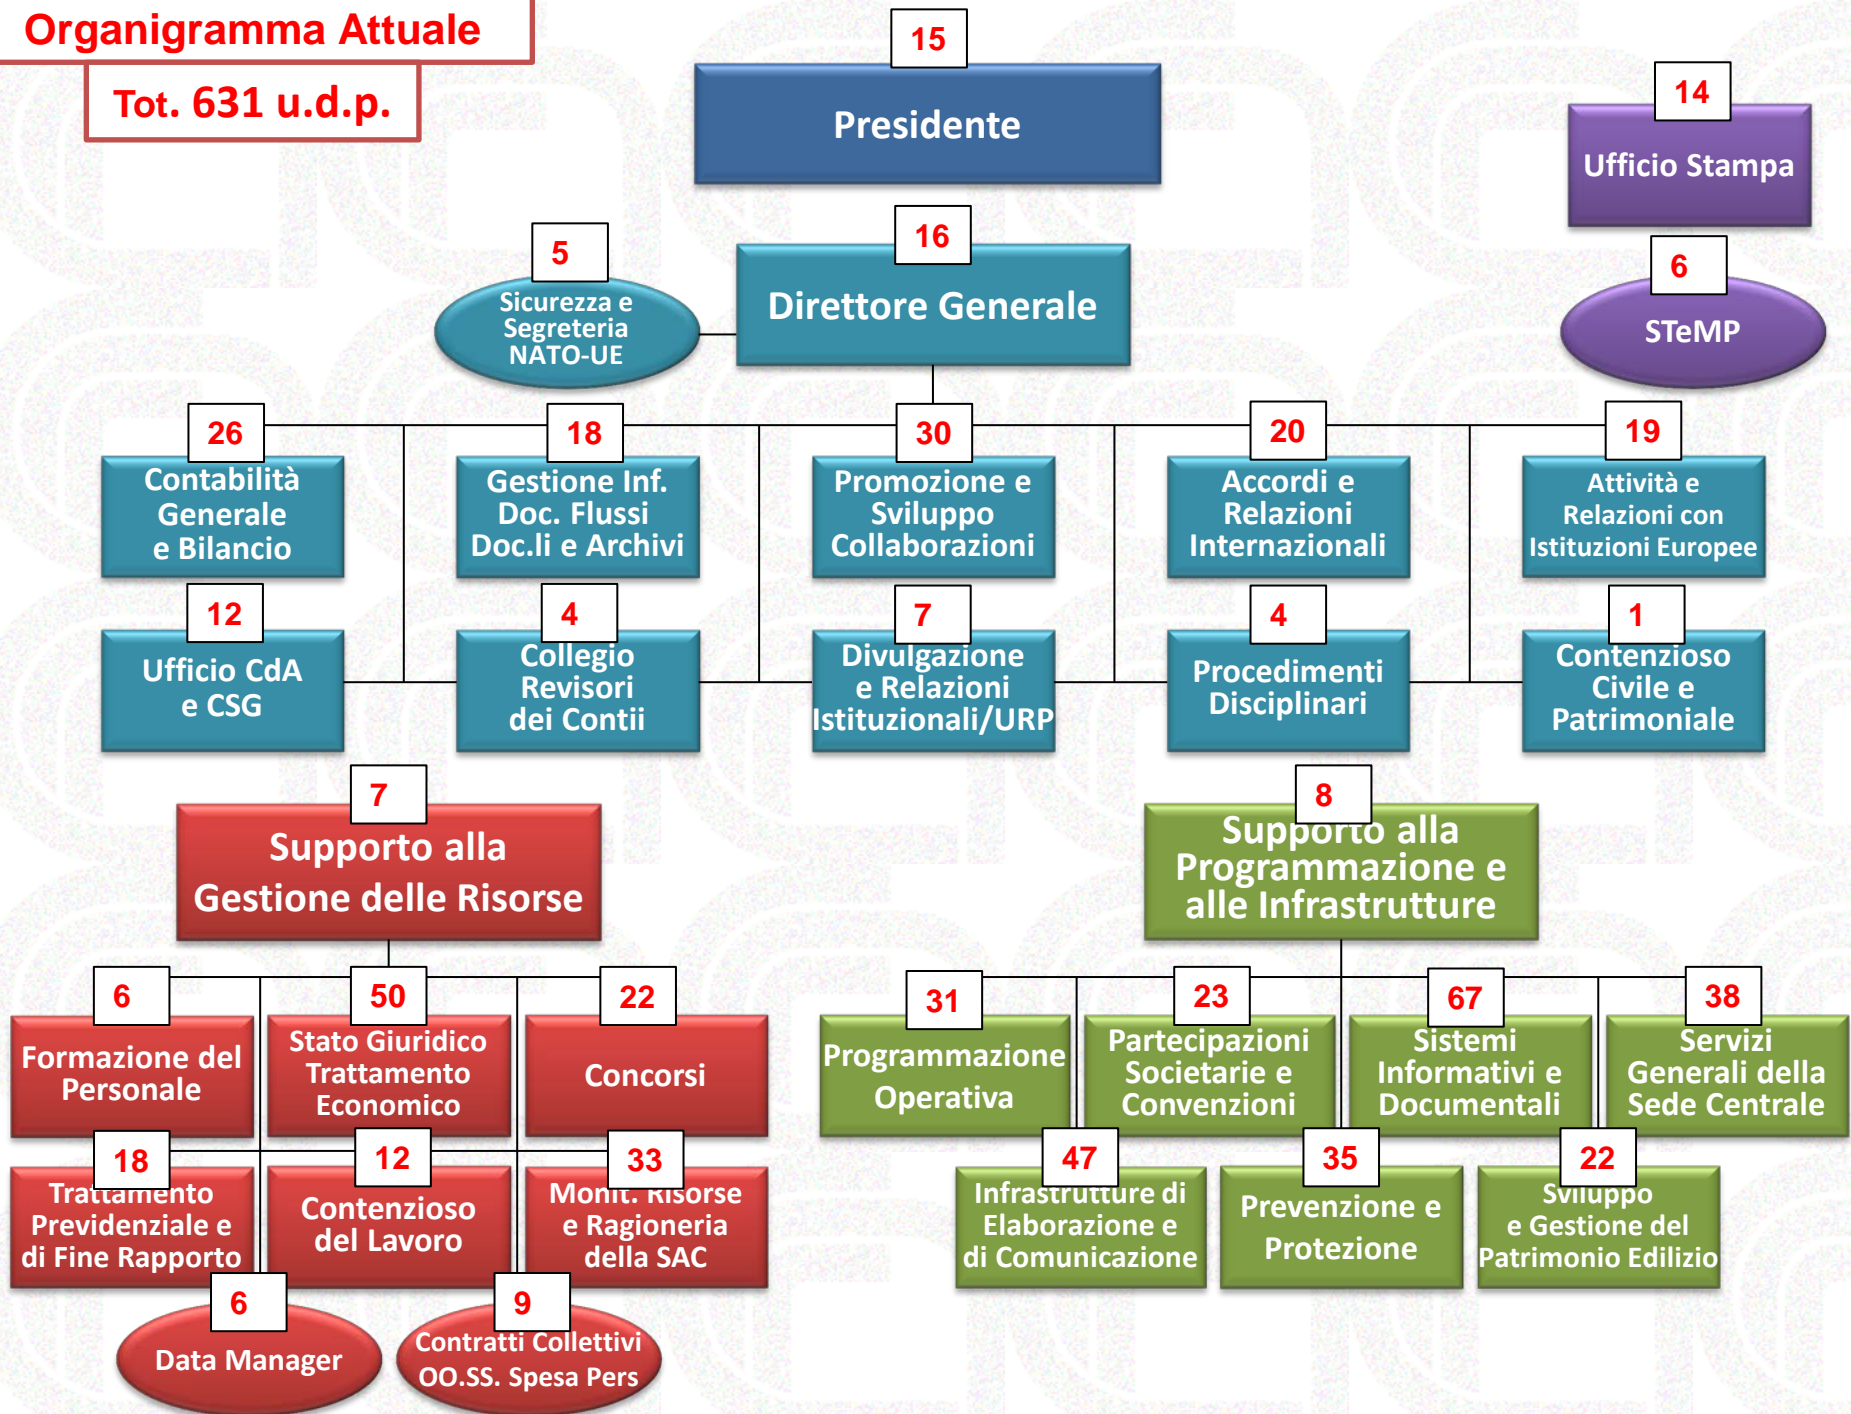 Organigramma Attuale
Tot. 631 u.d.p.
15
Presidente
14
Ufficio Stampa
16
Direttore Generale
5
Sicurezza e
Segreteria
NATO-UE
6
STeMP
26
Contabilità
Generale
e Bilancio
18
Gestione Inf.
Doc. Flussi
Doc.li e Archivi
30
Promozione e
Sviluppo
Collaborazioni
20
Accordi e
Relazioni
Internazionali
19
Attività e
Relazioni con
Istituzioni Europee
12
Ufficio CdA
e CSG
4
Collegio
Revisori
dei Contii
7
Divulgazione
e Relazioni
Istituzionali/URP
4
Procedimenti
Disciplinari
1
Contenzioso
Civile e
Patrimoniale
7
Supporto alla
Gestione delle Risorse
8
Supporto alla
Programmazione e
alle Infrastrutture
6
Formazione del
Personale
50
Stato Giuridico
Trattamento
Economico
22
Concorsi
31
Programmazione
Operativa
23
Partecipazioni
Societarie e
Convenzioni
67
Sistemi
Informativi e
Documentali
38
Servizi
Generali della
Sede Centrale
18
Trattamento
Previdenziale e
di Fine Rapporto
12
Contenzioso
del Lavoro
33
Monit. Risorse
e Ragioneria
della SAC
47
Infrastrutture di
Elaborazione e
di Comunicazione
35
Prevenzione e
Protezione
22
Sviluppo
e Gestione del
Patrimonio Edilizio
6
Data Manager
9
Contratti Collettivi
OO.SS. Spesa Pers